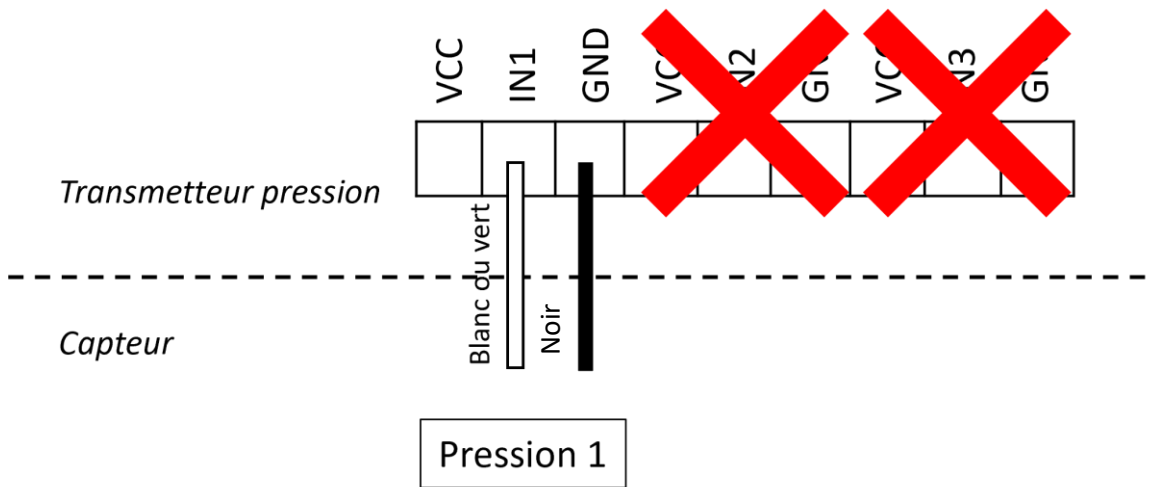 VCC IN1 GND
Transmetteur pression
Blanc ou vert
Noir
Capteur
Pression 1